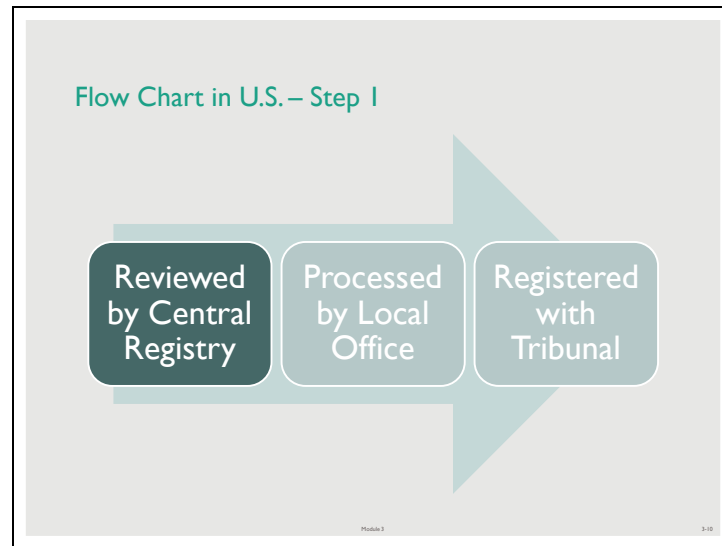 Flow Chart in U.S. – Step 1
Reviewed
by Central
Registry
Processed
by Local
Office
Registered
with
Tribunal
Module 3
3-10